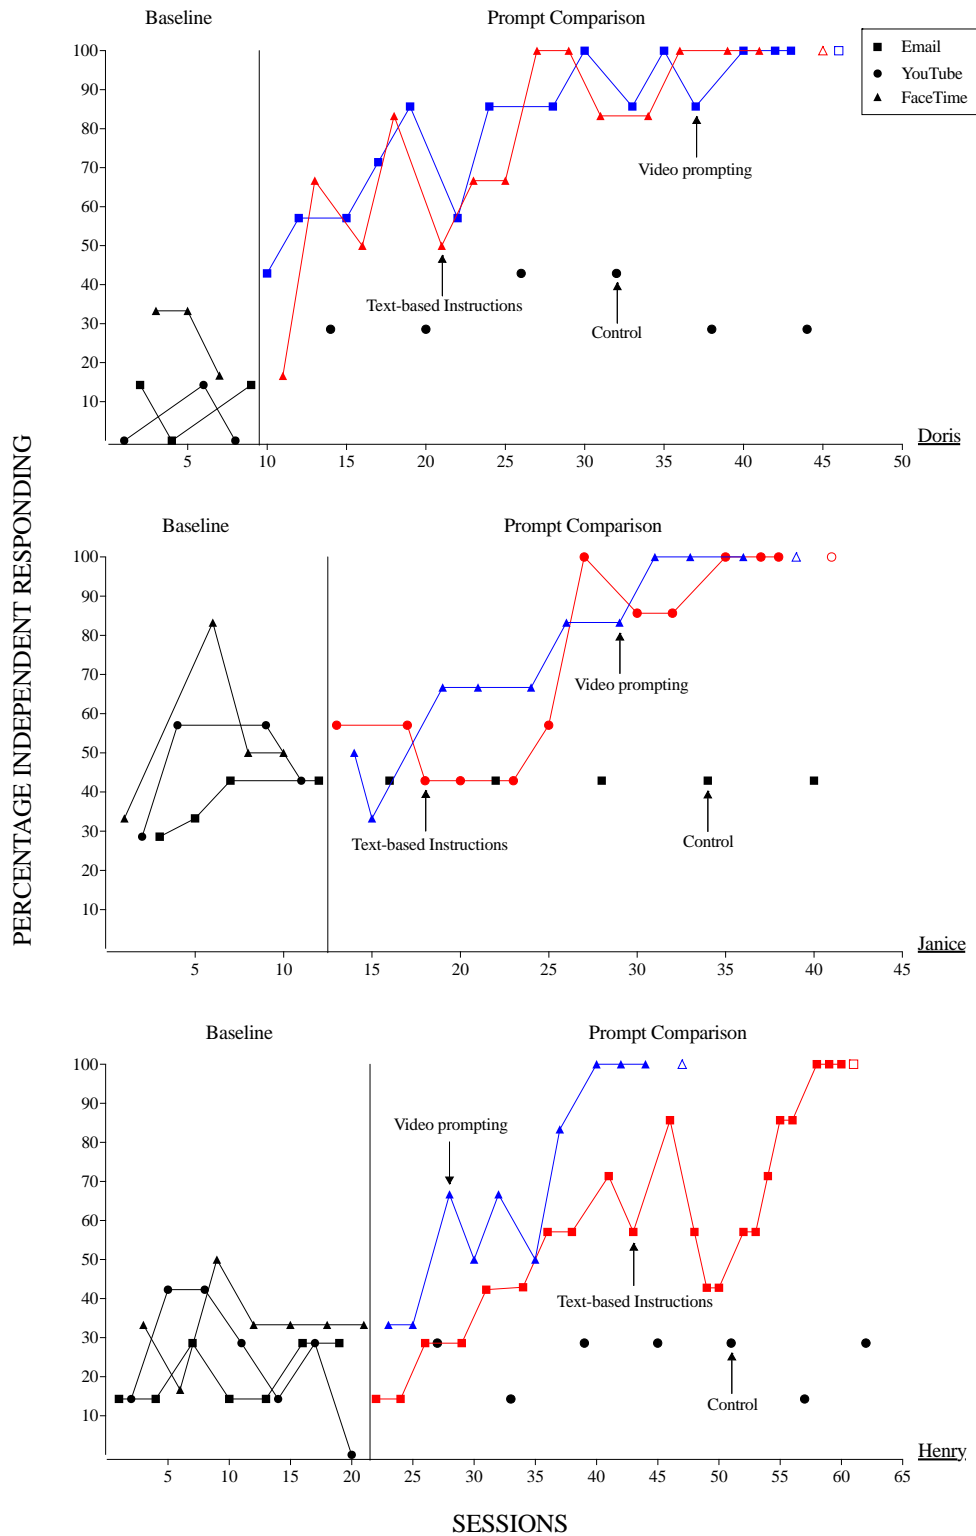 Baseline
Prompt Comparison
100
90
80
70
60
50
40
30
20
10
Email
YouTube
FaceTime
Video prompting
Text-based Instructions
Control
5 10 15 20 25 30 35 40 45 50
Doris
PERCENTAGE INDEPENDENT RESPONDING
Baseline
Prompt Comparison
100
90
80
70
60
50
40
30
20
10
Video prompting
Text-based Instructions
Control
5 10 15 20 25 30 35 40 45
Janice
Baseline
Prompt Comparison
100
90
80
70
60
50
40
30
20
10
Video prompting
Text-based Instructions
Control
5 10 15 20 25 30 35 40 45 50 55 60 65
Henry
SESSIONS